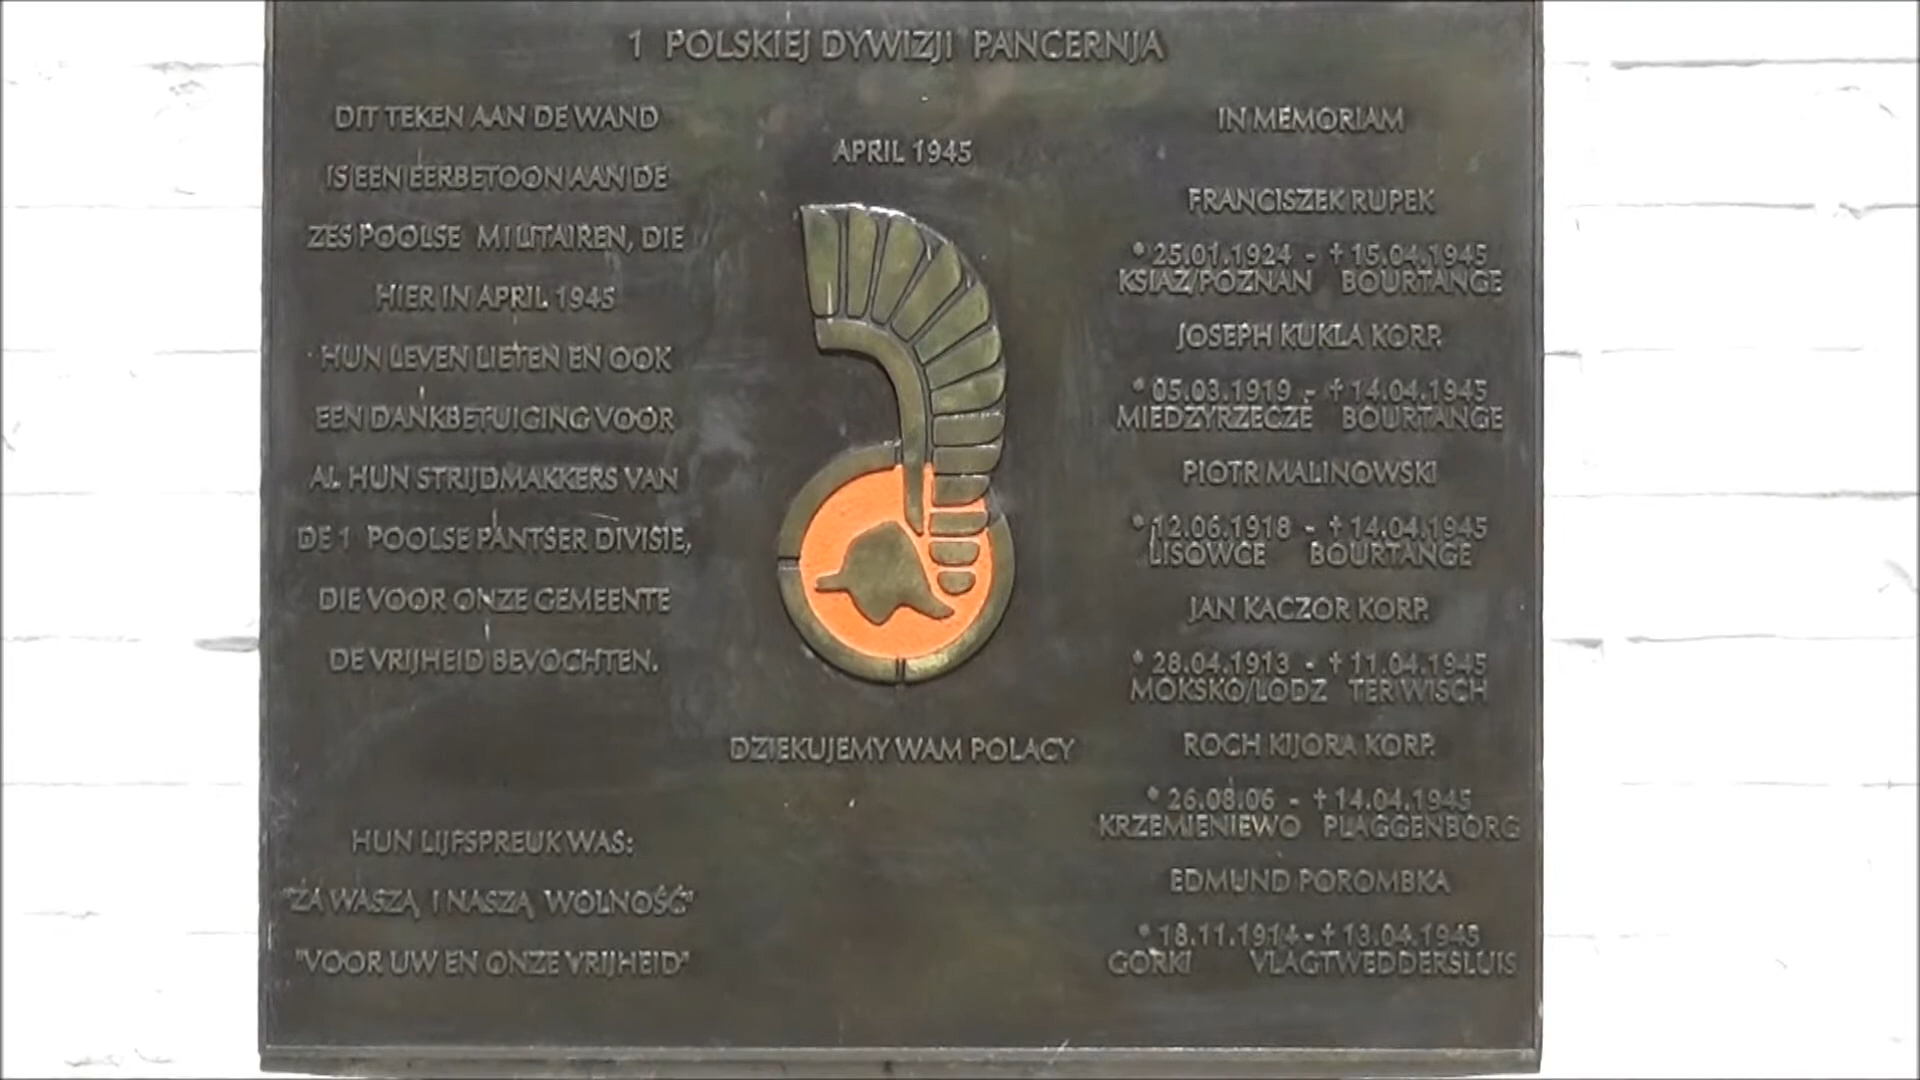 1 POLSKIEJ DYWIZJI PANCERNJA
DIT TEKEN AAN DE WAND
IS EEN EERBETOON AAN DE
ZES POOLSE MILITAIREN, DIE
HIER IN APRIL 1945
HUN LEVEN LIETEN EN OOK
EEN DANKBETUIGING VOOR
AL HUN STRIJDMAKKERS VAN
DE 1 POOLSE PANTSER DIVISIE,
DIE VOOR ONZE GEMEENTE
DE VRIJHEID BEVOCHTEN.
HUN LIJFSPREUK WAS:
"ZA WASZĄ I NASZĄ WOLNOŚĆ"
"VOOR UW EN ONZE VRIJHEID"
APRIL 1945
DZIEKUJEMY WAM POLACY
IN MEMORIAM
FRANCISZEK RUPEK
* 25.01.1924 - † 15.04.1945
KSIAZ/POZNAN BOURTANGE
JOSEPH KUKLA KORP.
* 05.03.1919 - † 14.04.1945
MIEDZYRZECZE BOURTANGE
PIOTR MALINOWSKI
* 12.06.1918 - † 14.04.1945
LISOWCE BOURTANGE
JAN KACZOR KORP.
* 28.04.1913 - † 11.04.1945
MOKSKO/LODZ TER WISCH
ROCH KIJORA KORP.
* 26.08.06 - † 14.04.1945
KRZEMIENIEWO PLAGGENBORG
EDMUND POROMBKA
* 18.11.1914 - † 13.04.1945
GORKI VLAGTWEDDERSLUIS